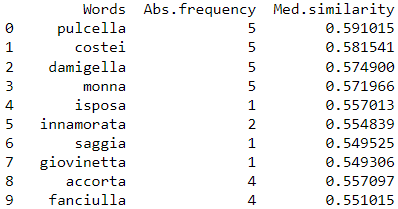 Words Abs.frequency Med.similarity
0 pulcella 5 0.591015
1 costei 5 0.581541
2 damigella 5 0.574900
3 monna 5 0.571966
4 isposa 1 0.557013
5 innamorata 2 0.554839
6 saggia 1 0.549525
7 giovinetta 1 0.549306
8 accorta 4 0.557097
9 fanciulla 4 0.551015